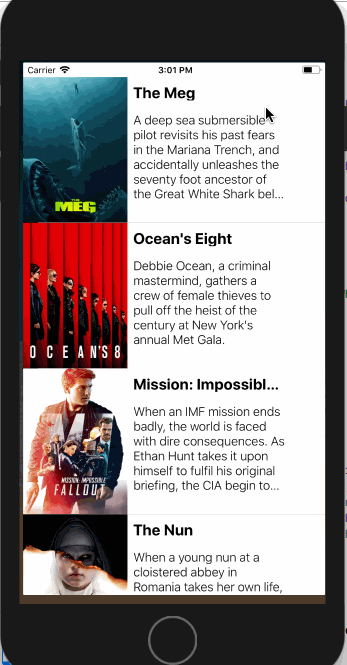 Carrier 3:01 PM
The Meg
A deep sea submersible
pilot revisits his past fears
in the Mariana Trench, and
accidentally unleashes the
seventy foot ancestor of
the Great White Shark bel...
THE
MEG
Ocean's Eight
Debbie Ocean, a criminal
mastermind, gathers a
crew of female thieves to
pull off the heist of the
century at New York's
annual Met Gala.
OCEAN'S 8
Mission: Impossibl...
When an IMF mission ends
badly, the world is faced
with dire consequences. As
Ethan Hunt takes it upon
himself to fulfil his original
briefing, the CIA begin to...
MISSION: IMPOSSIBLE
FALLOUT
The Nun
When a young nun at a
cloistered abbey in
Romania takes her own life,